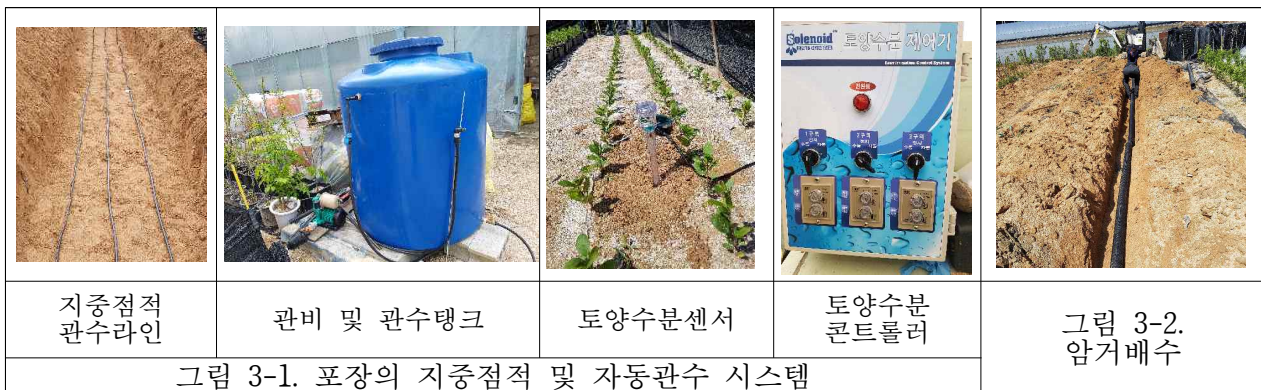 Solenoid
토양수분 제어기
지중점적
관수라인
관비 및 관수탱크
토양수분센서
토양수분
콘트롤러
그림 3-2.
암거배수
그림 3-1. 포장의 지중점적 및 자동관수 시스템